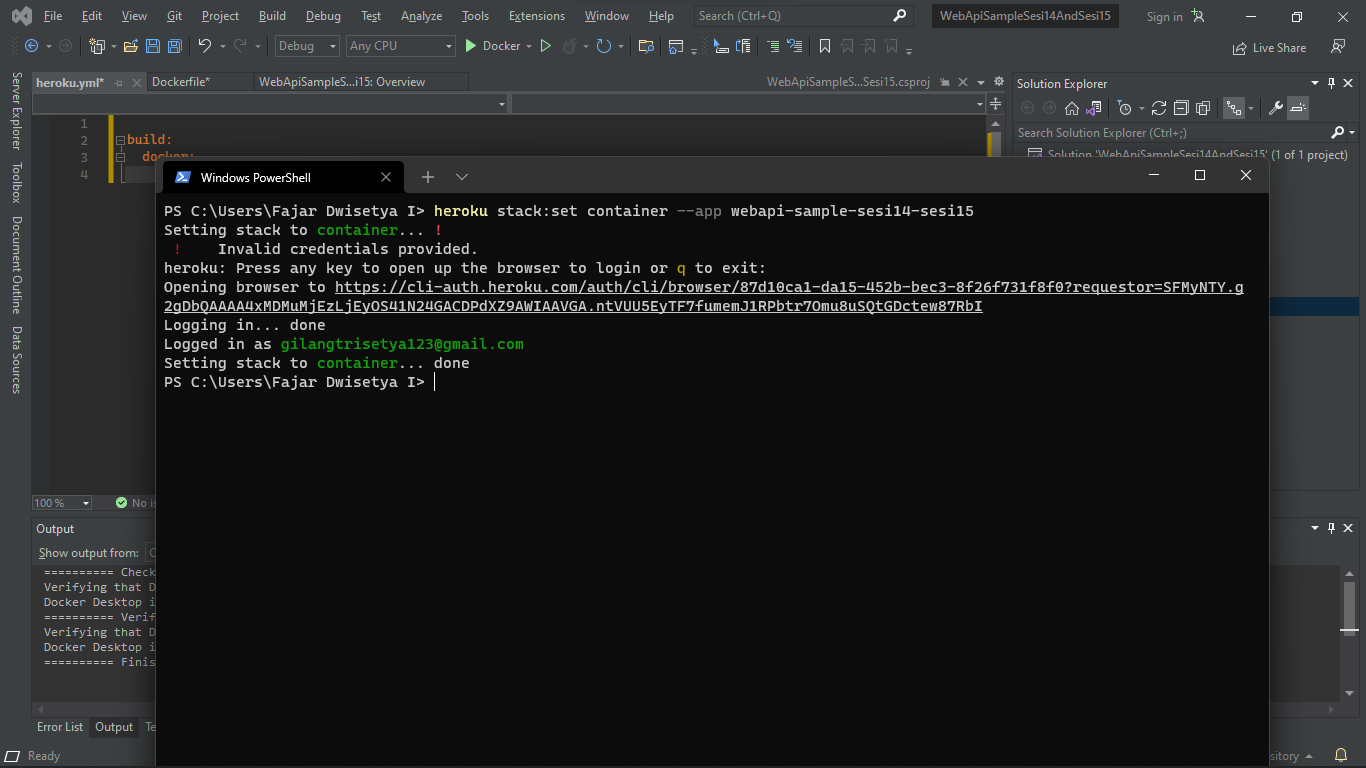 File Edit View Git Project Build Debug Test Analyze Tools Extensions Window Help Search (Ctrl+Q) WebApiSampleSesi14AndSesi15 Sign in
Debug Any CPU Docker Live Share
Server Explorer
Toolbox
Document Outline
Data Sources
heroku.yml* Dockerfile* WebApiSampleS...i15: Overview WebApiSampleS...Sesi15.csproj
1
2 build:
3 docker:
4
Solution Explorer
Search Solution Explorer (Ctrl+;)
Solution 'WebApiSampleSesi14AndSesi15' (1 of 1 project)
Windows PowerShell
PS C:\Users\Fajar Dwisetya I> heroku stack:set container --app webapi-sample-sesi14-sesi15
Setting stack to container... !
! Invalid credentials provided.
heroku: Press any key to open up the browser to login or q to exit:
Opening browser to https://cli-auth.heroku.com/auth/cli/browser/87d10ca1-da15-452b-bec3-8f26f731f8f0?requestor=SFMyNTY.g
2gDbQAAAA4xMDMuMjEzLjEyOS41N24GACDPdXZ9AWIAAVGA.ntVUU5EyTF7fumemJ1RPbtr7Omu8uSQtGDctew87RbI
Logging in... done
Logged in as gilangtrisetya123@gmail.com
Setting stack to container... done
PS C:\Users\Fajar Dwisetya I>
100 % No is
Output
Show output from:
========== Check
Verifying that D
Docker Desktop i
========== Verif
Verifying that D
Docker Desktop i
========== Finis
Error List Output Te
Ready sitory